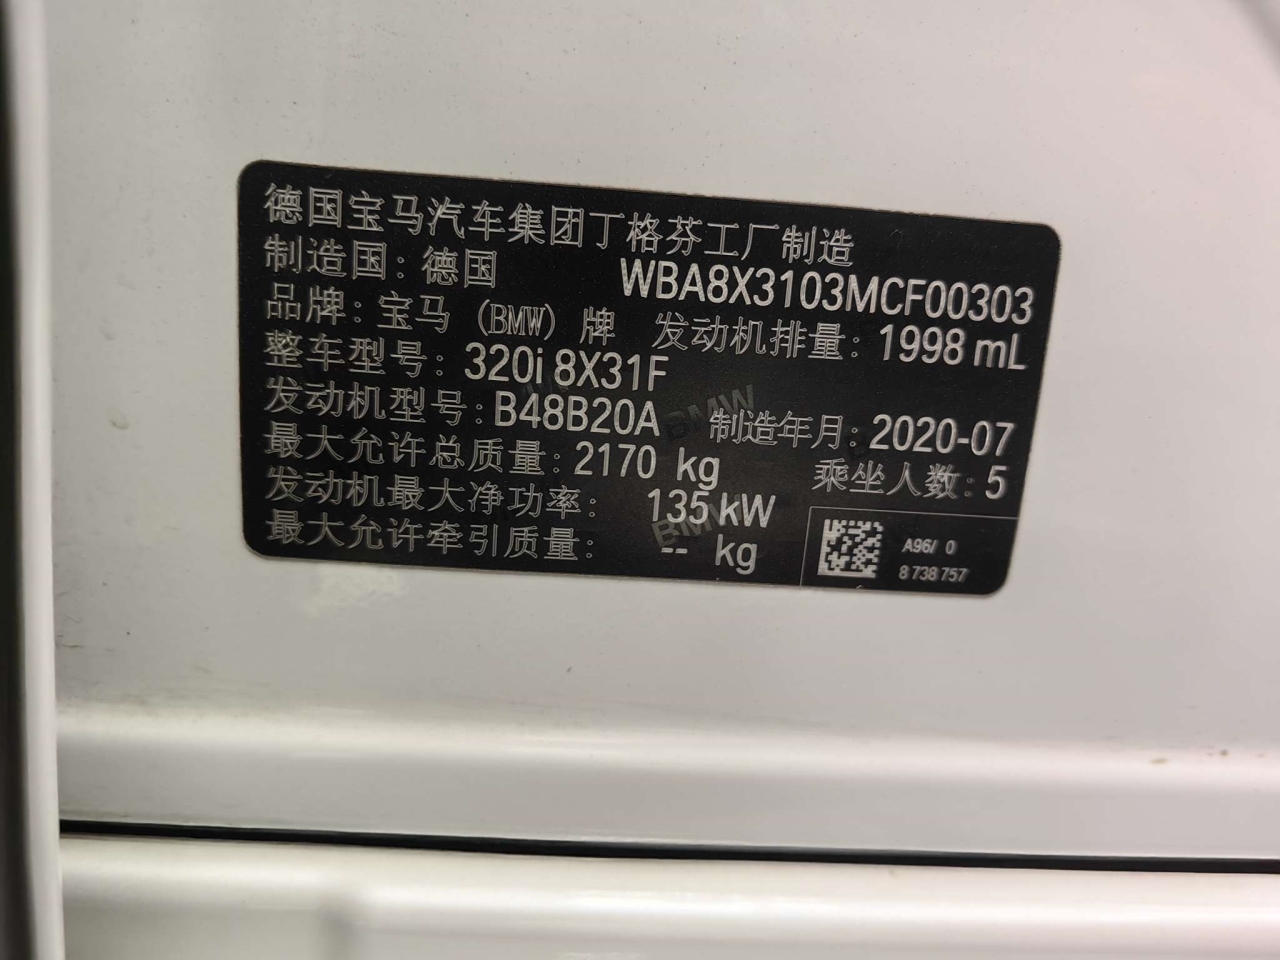 德国宝马汽车集团丁格芬工厂制造
制造国：德国 WBA8X3103MCF00303
品牌：宝马（BMW）牌 发动机排量：1998 mL
整车型号：320i 8X31F
发动机型号：B48B20A 制造年月：2020-07
最大允许总质量：2170 kg 乘坐人数：5
发动机最大净功率： 135 kW
最大允许牵引质量： -- kg
A96/ 0
8 738 757
BMW
BMW